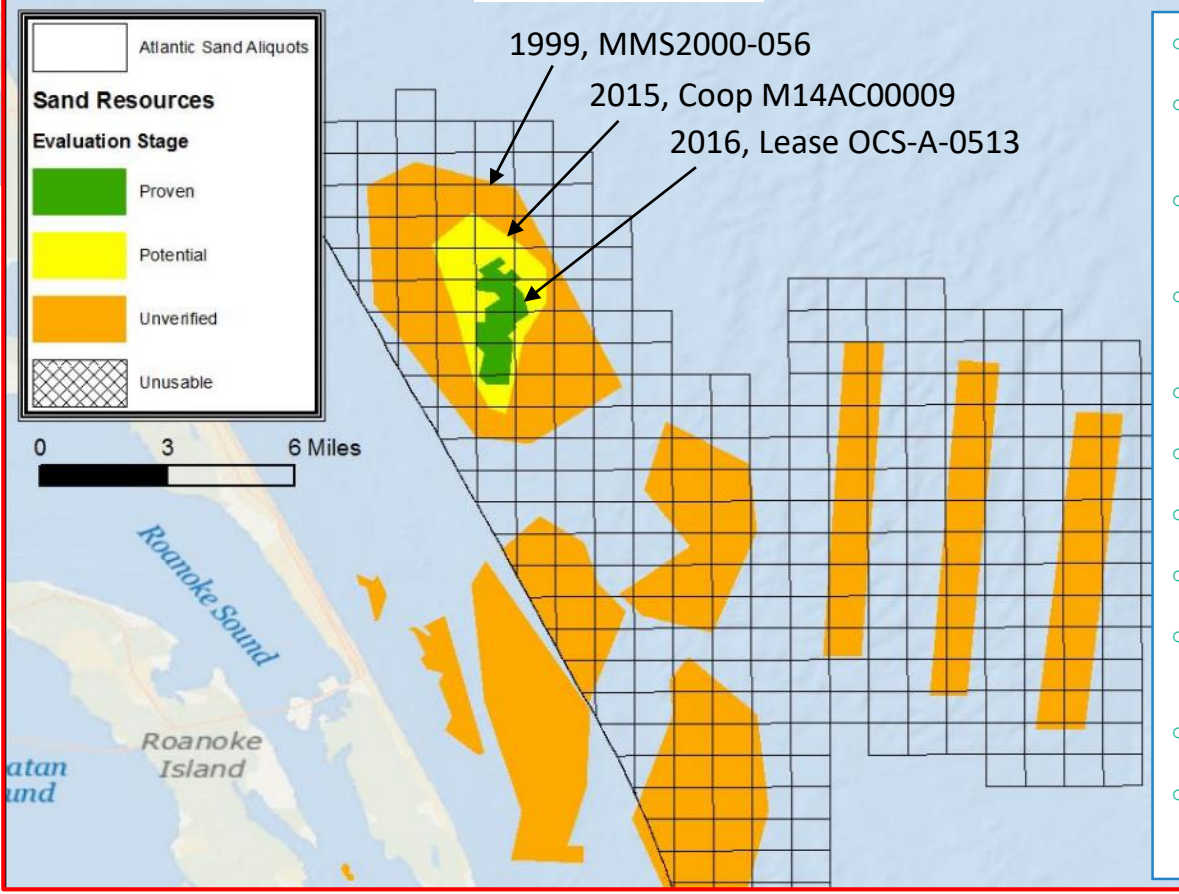 1999, MMS2000-056
2015, Coop M14AC00009
2016, Lease OCS-A-0513
Atlantic Sand Aliquots
Sand Resources
Evaluation Stage
Proven
Potential
Unverified
Unusable
0 3 6 Miles
Roanoke Sound
Roanoke
Island
atan
und